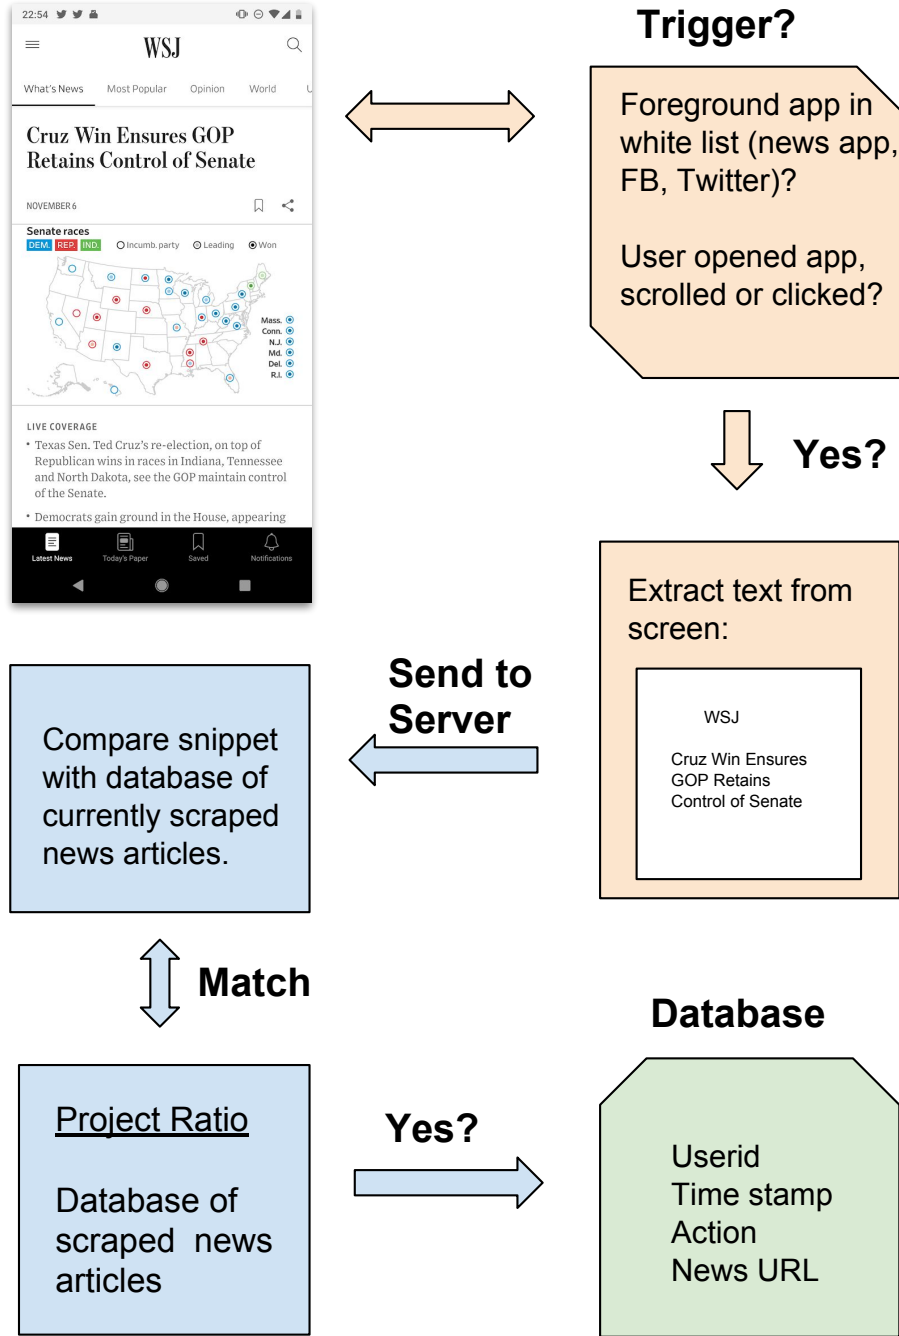 22:54
WSJ
What's News Most Popular Opinion World U
Cruz Win Ensures GOP
Retains Control of Senate
NOVEMBER 6
Senate races
DEM. REP. IND. Incumb. party Leading Won
Mass.
Conn.
N.J.
Md.
Del.
R.I.
LIVE COVERAGE
• Texas Sen. Ted Cruz's re-election, on top of
Republican wins in races in Indiana, Tennessee
and North Dakota, see the GOP maintain control
of the Senate.
• Democrats gain ground in the House, appearing
Latest News Today's Paper Saved Notifications
Trigger?
Foreground app in
white list (news app,
FB, Twitter)?
User opened app,
scrolled or clicked?
Yes?
Extract text from
screen:
WSJ
Cruz Win Ensures
GOP Retains
Control of Senate
Send to
Server
Compare snippet
with database of
currently scraped
news articles.
Match
Project Ratio
Database of
scraped news
articles
Yes?
Database
Userid
Time stamp
Action
News URL